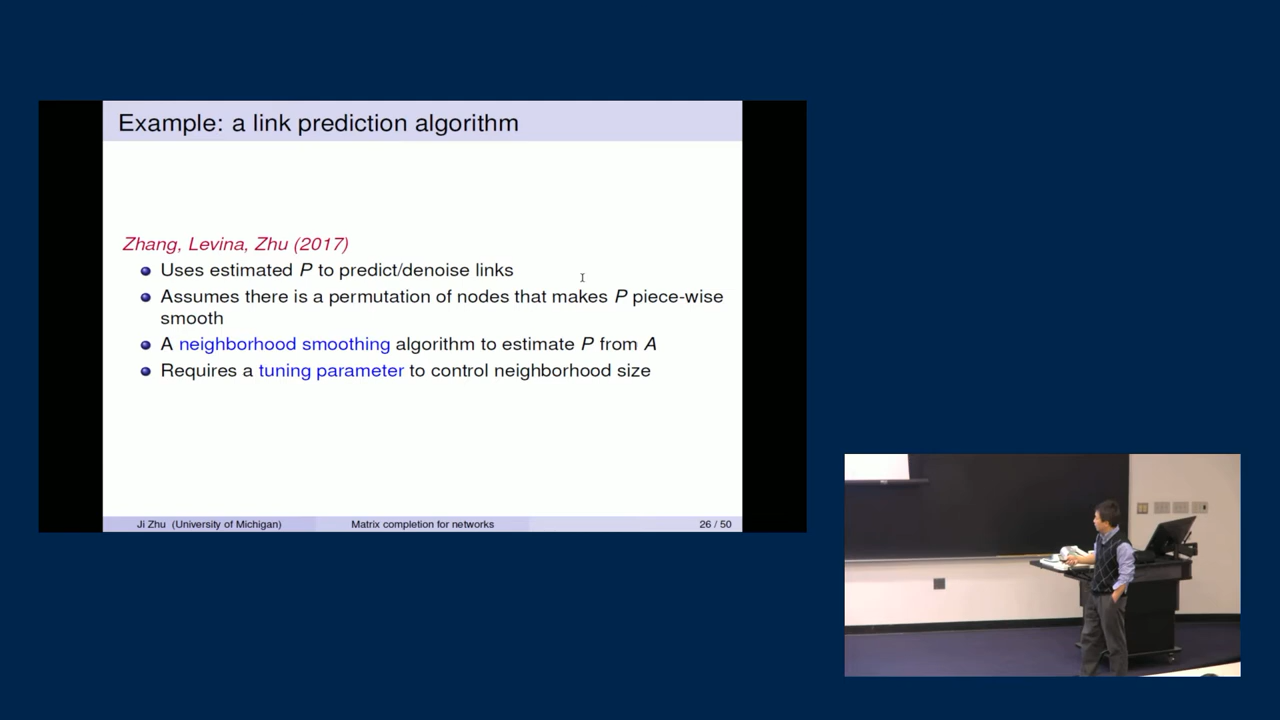 Example: a link prediction algorithm
Zhang, Levina, Zhu (2017)
Uses estimated P to predict/denoise links
Assumes there is a permutation of nodes that makes P piece-wise
smooth
A neighborhood smoothing algorithm to estimate P from A
Requires a tuning parameter to control neighborhood size
Ji Zhu (University of Michigan) Matrix completion for networks 26 / 50